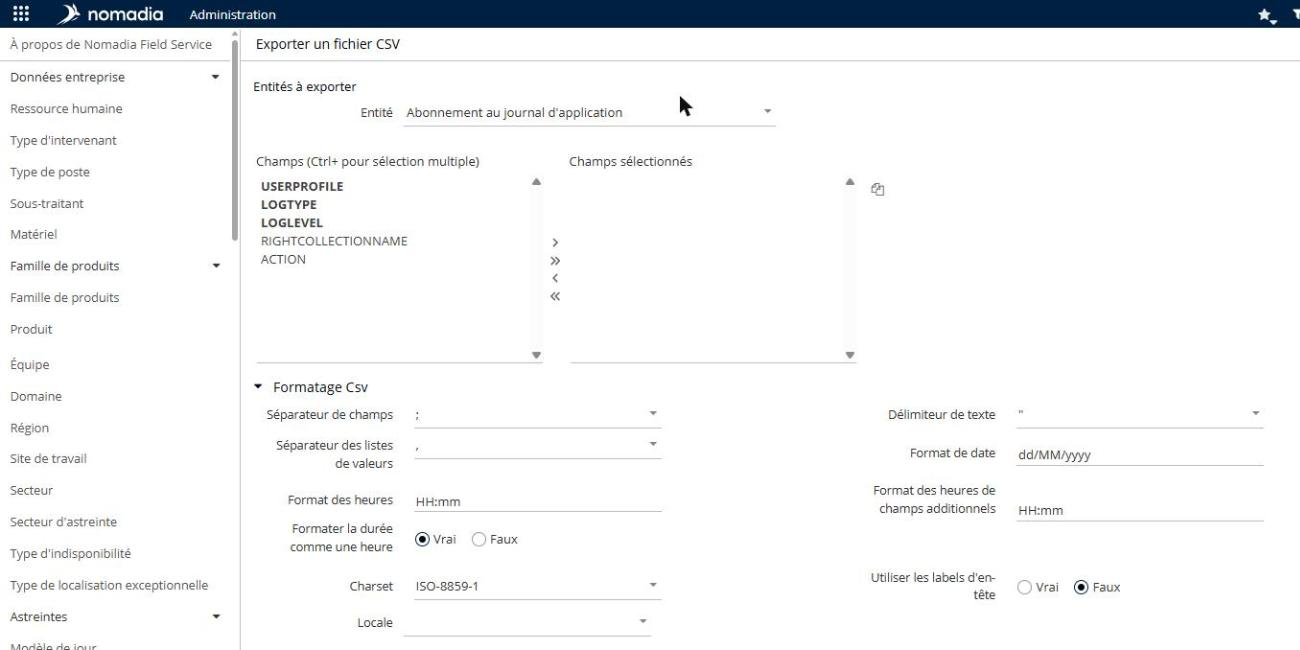 nomadia Administration
À propos de Nomadia Field Service
Données entreprise
Ressource humaine
Type d'intervenant
Type de poste
Sous-traitant
Matériel
Famille de produits
Famille de produits
Produit
Équipe
Domaine
Région
Site de travail
Secteur
Secteur d'astreinte
Type d'indisponibilité
Type de localisation exceptionnelle
Astreintes
Modèle de jour
Exporter un fichier CSV
Entités à exporter
Entité Abonnement au journal d'application
Champs (Ctrl+ pour sélection multiple) Champs sélectionnés
USERPROFILE
LOGTYPE
LOGLEVEL
RIGHTCOLLECTIONNAME
ACTION
Formatage Csv
Séparateur de champs ; Délimiteur de texte "
Séparateur des listes
de valeurs ,
Format de date dd/MM/yyyy
Format des heures HH:mm
Format des heures de
champs additionnels HH:mm
Formater la durée
comme une heure Vrai Faux
Charset ISO-8859-1
Utiliser les labels d'en-
tête Vrai Faux
Locale